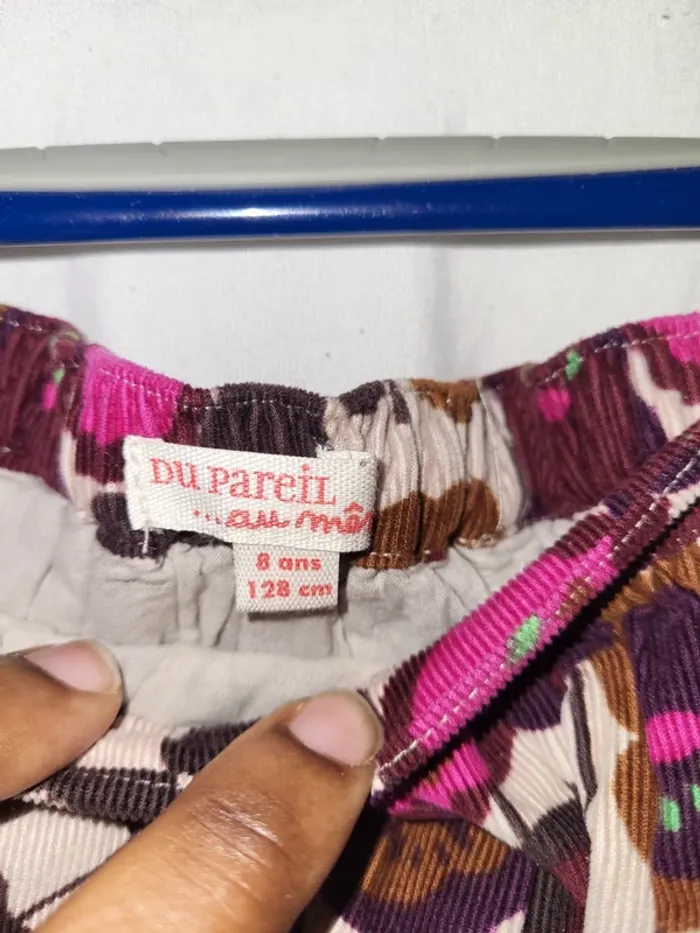 Du Pareil
...au mê
8 ans
128 cm